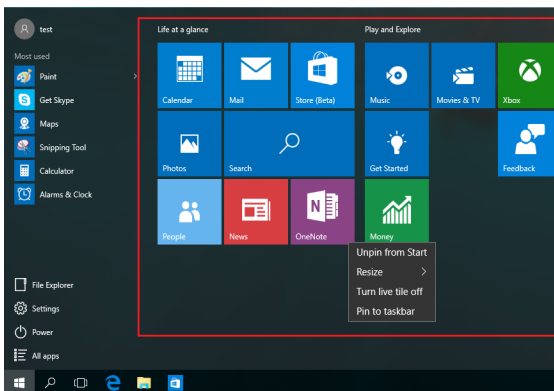 test
Most used
Paint
Get Skype
Maps
Snipping Tool
Calculator
Alarms & Clock
File Explorer
Settings
Power
All apps
Life at a glance
Calendar
Mail
Store (Beta)
Photos
Search
People
News
OneNote
Play and Explore
Music
Movies & TV
Xbox
Get Started
Feedback
Money
Unpin from Start
Resize
Turn live tile off
Pin to taskbar